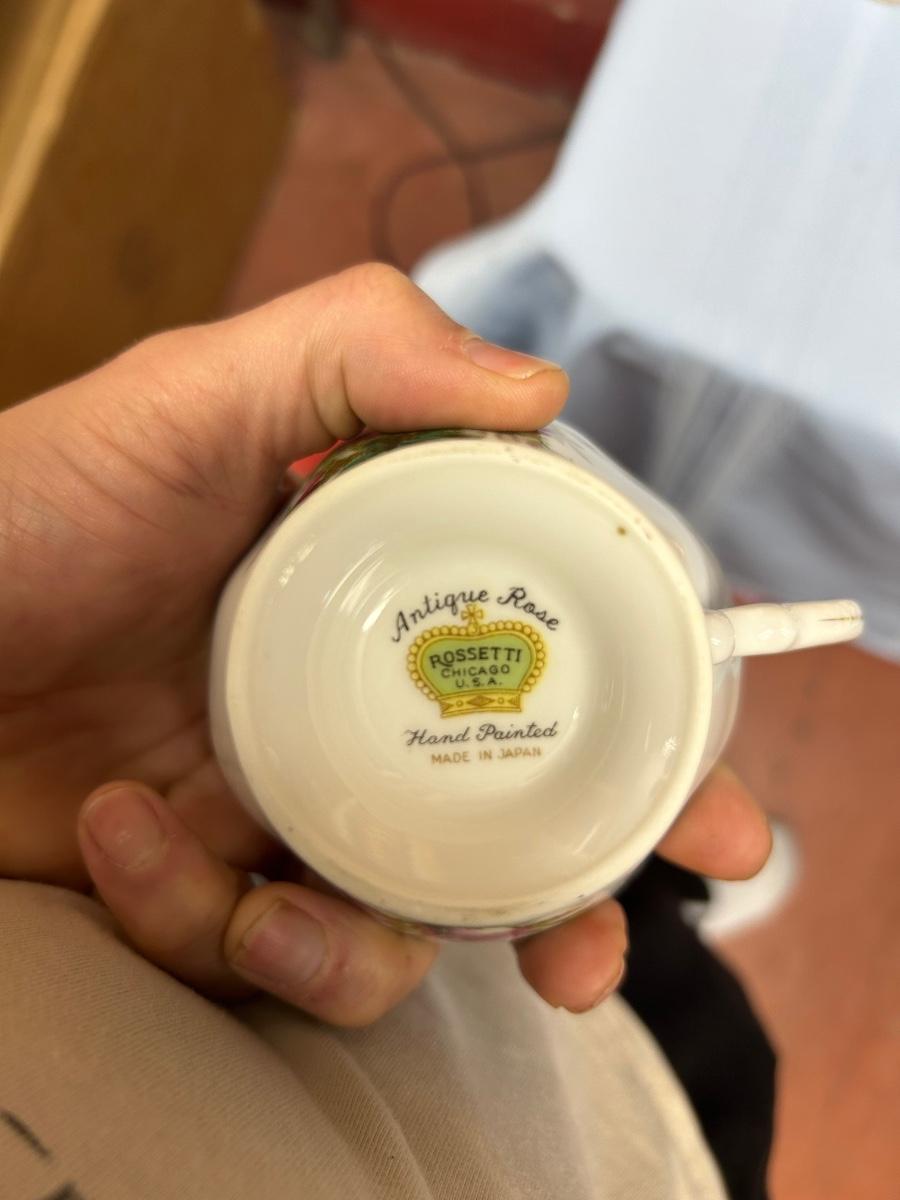 Antique Rose
ROSSETTI
CHICAGO
U.S.A.
Hand Painted
MADE IN JAPAN